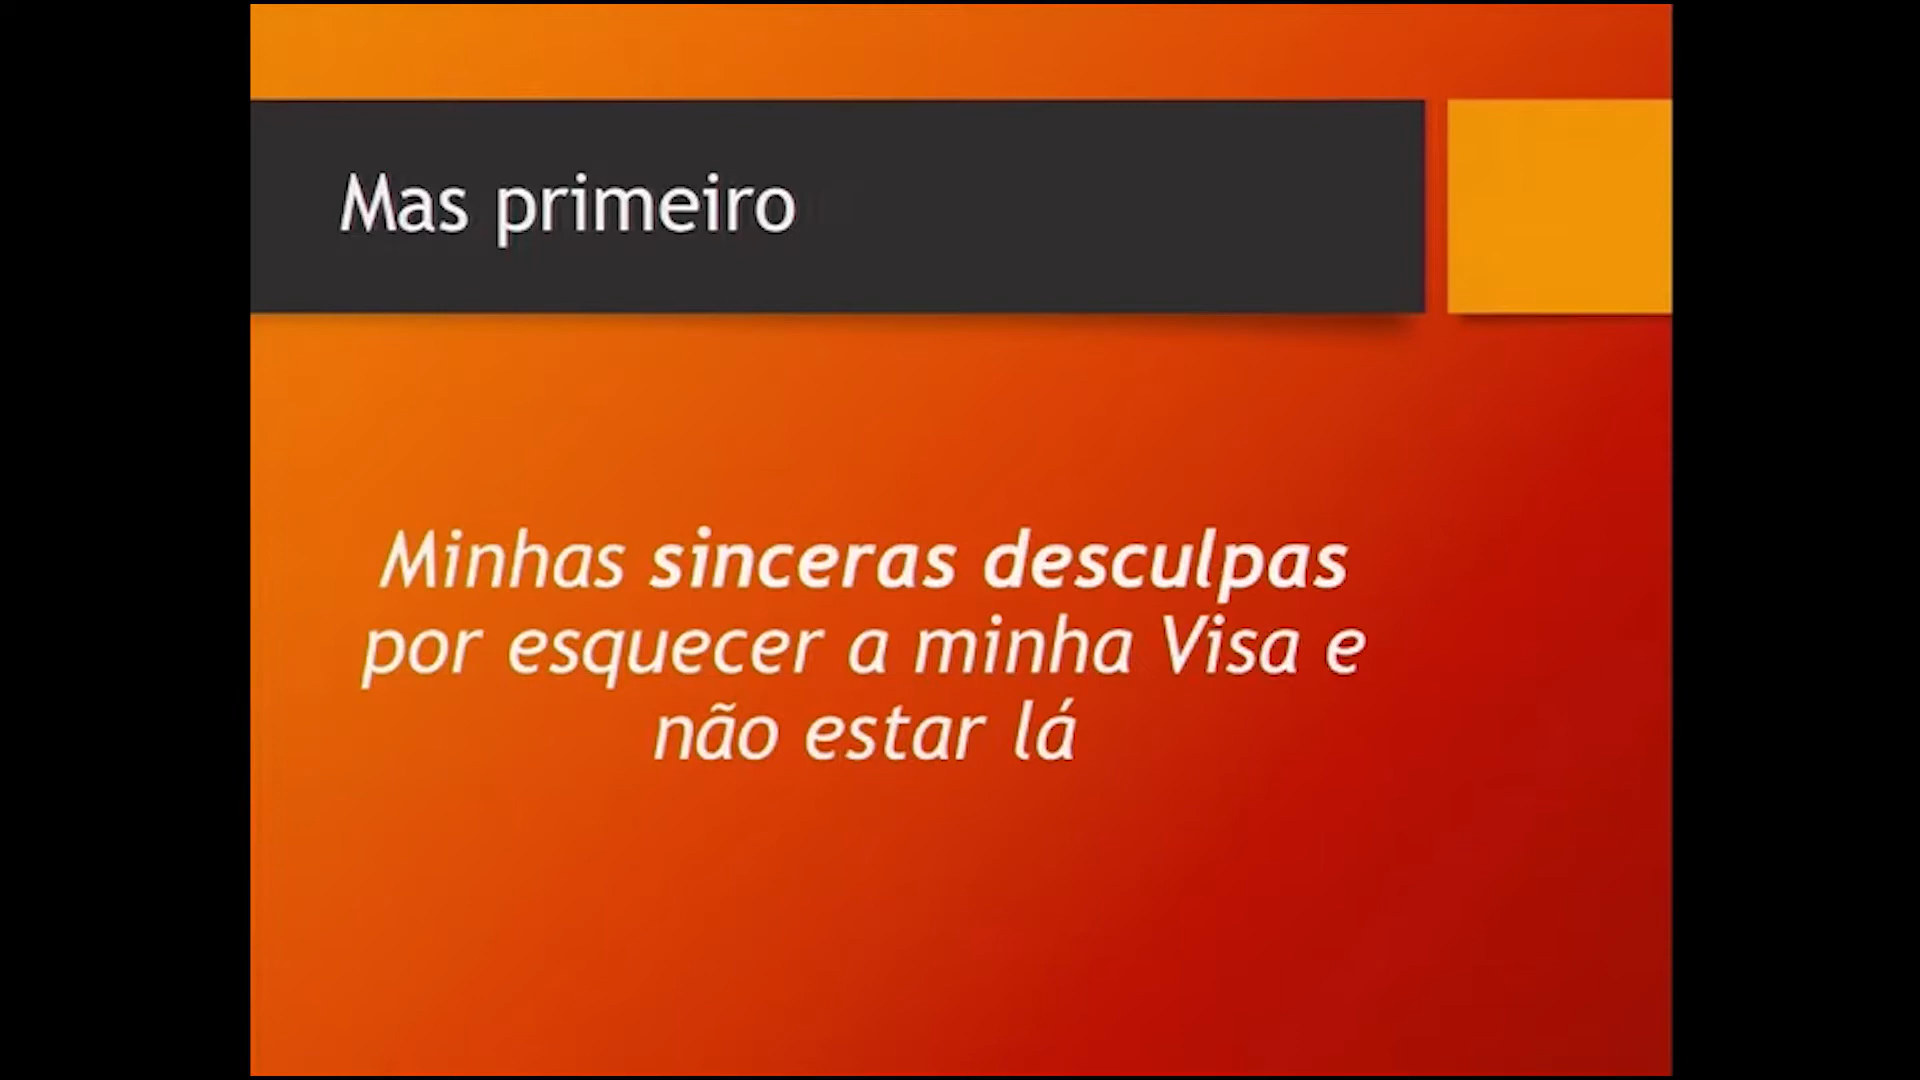 Mas primeiro
Minhas sinceras desculpas
por esquecer a minha Visa e
não estar lá